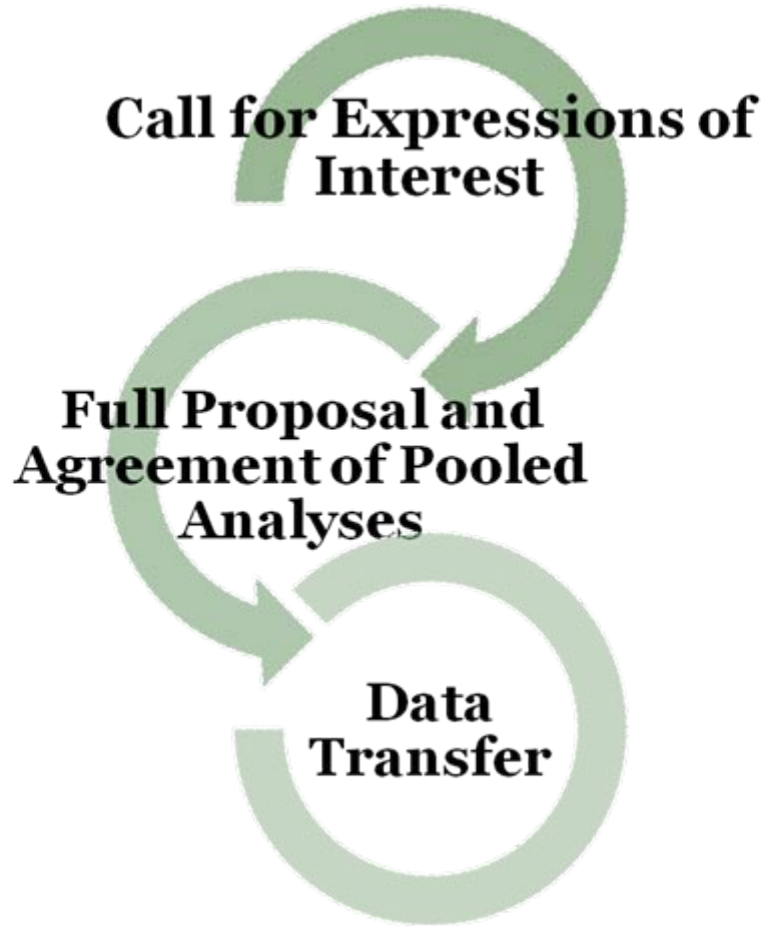 Call for Expressions of
Interest
Full Proposal and
Agreement of Pooled
Analyses
Data
Transfer